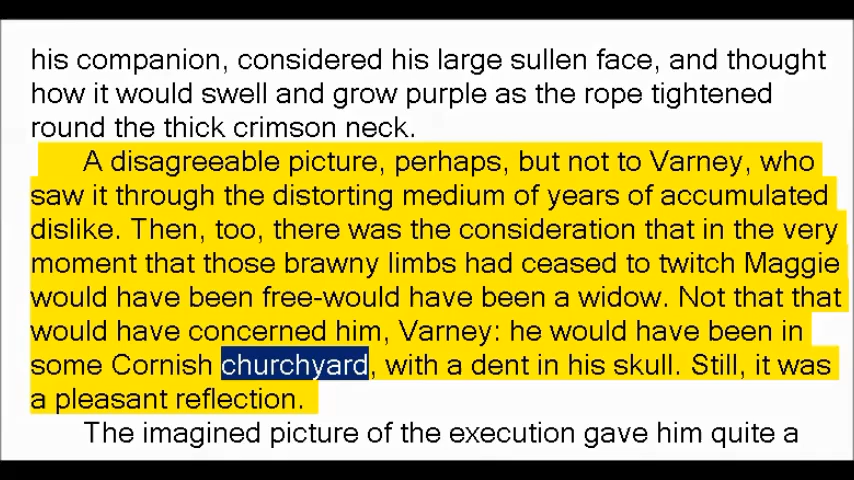 his companion, considered his large sullen face, and thought
how it would swell and grow purple as the rope tightened
round the thick crimson neck.
A disagreeable picture, perhaps, but not to Varney, who
saw it through the distorting medium of years of accumulated
dislike. Then, too, there was the consideration that in the very
moment that those brawny limbs had ceased to twitch Maggie
would have been free-would have been a widow. Not that that
would have concerned him, Varney: he would have been in
some Cornish churchyard, with a dent in his skull. Still, it was
a pleasant reflection.
The imagined picture of the execution gave him quite a